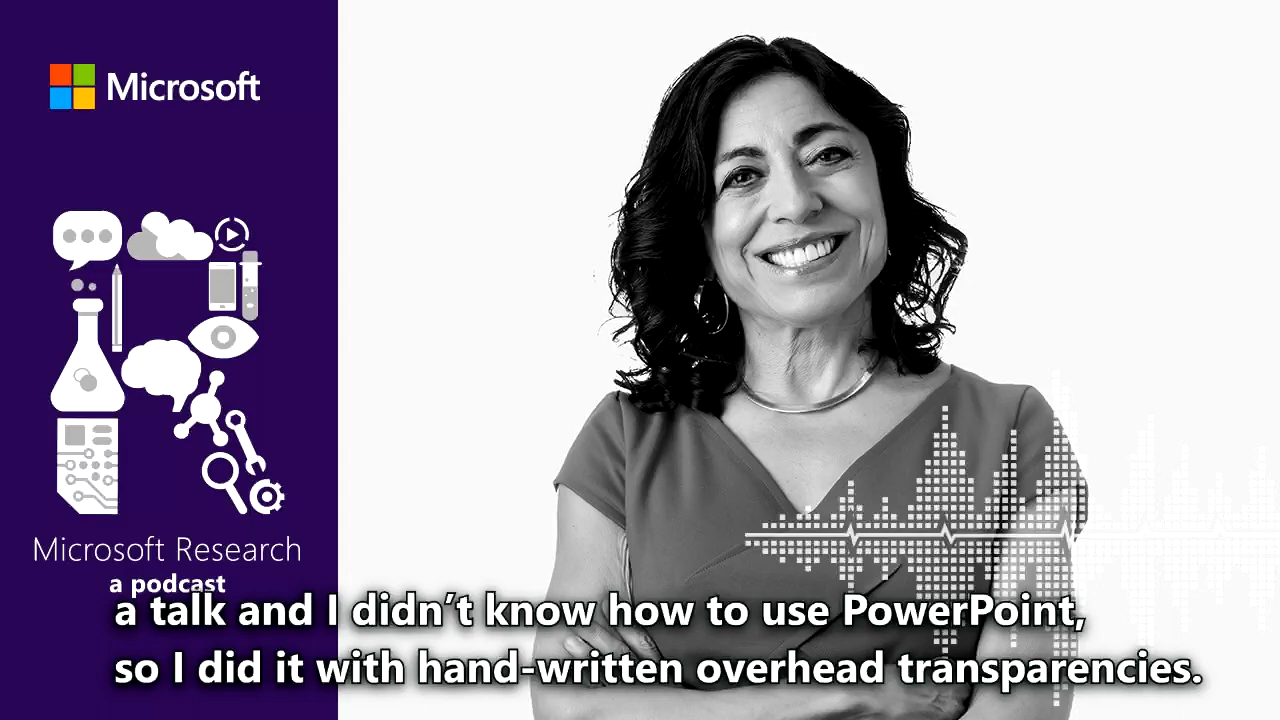 Microsoft
Microsoft Research
a podcast
a talk and I didn’t know how to use PowerPoint,
so I did it with hand-written overhead transparencies.